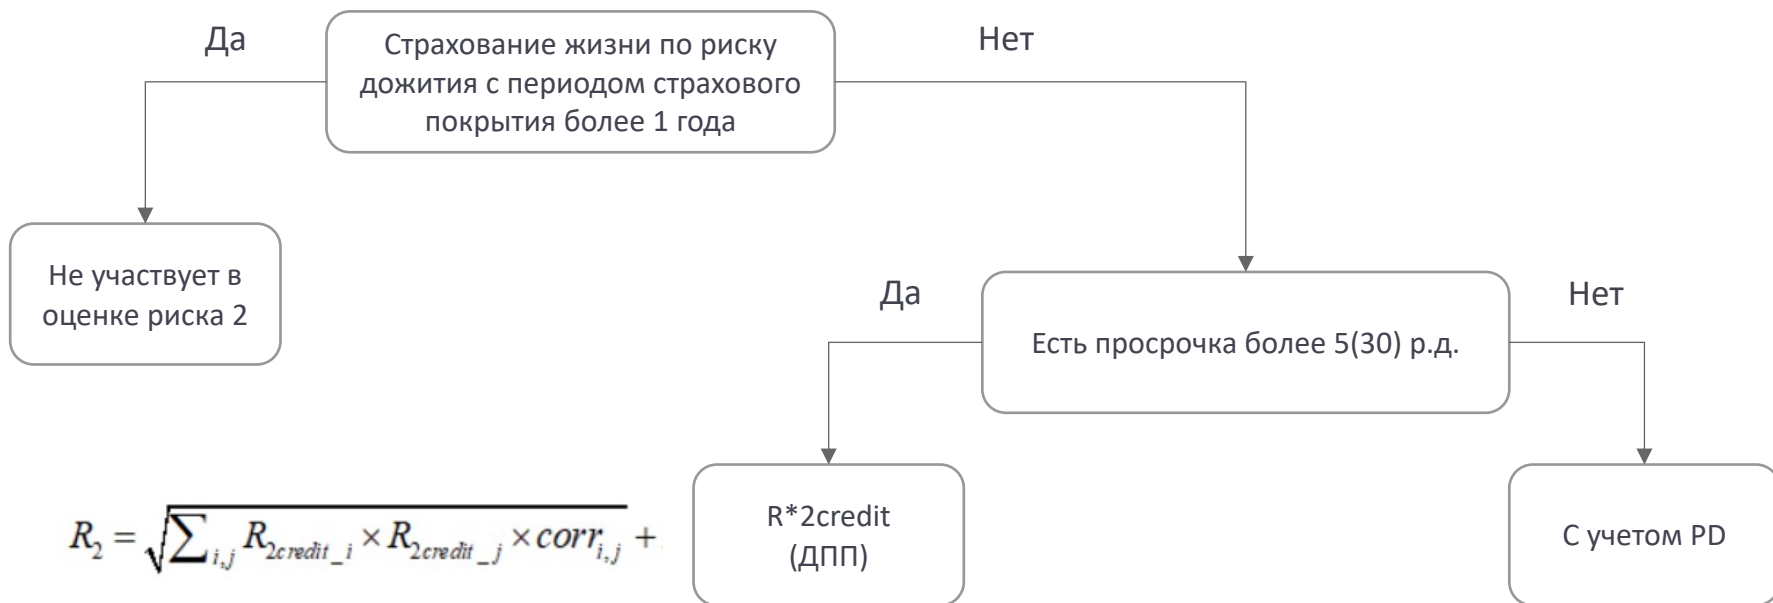 Да
Страхование жизни по риску
дожития с периодом страхового
покрытия более 1 года
Нет
Не участвует в
оценке риска 2
Да
Есть просрочка более 5(30) р.д.
Нет
R₂ = √∑ᵢ,ⱼ R₂credit_i × R₂credit_j × corrᵢ,ⱼ +
R*2credit
(ДПП)
С учетом PD